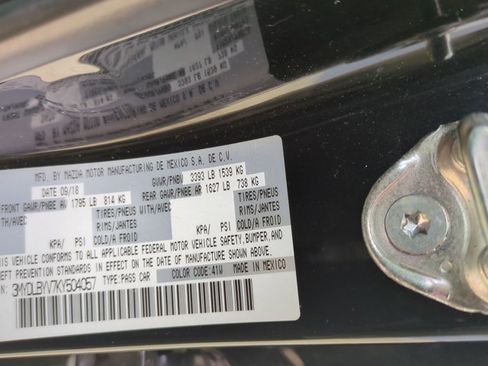 MFD. BY MAZDA MOTOR MANUFACTURING DE MEXICO S.A. DE C.V.
09/18 GVWR/PNBV 3393 LB 1539 KG
FRONT GAWR/PNBE AV 1795 LB 814 KG REAR GAWR/PNBE AR 1627 LB 738 KG
WITH/AVEC TIRES/PNEUS WITH/AVEC TIRES/PNEUS
RIMS/JANTES RIMS/JANTES
KPA/ PSI COLD/A FROID KPA/ PSI COLD/A FROID
THIS VEHICLE CONFORMS TO ALL APPLICABLE FEDERAL MOTOR VEHICLE SAFETY, BUMPER, AND
THEFT PREVENTION STANDARDS IN EFFECT ON THE DATE OF MANUFACTURE SHOWN ABOVE.
TYPE:PASS CAR COLOR CODE:41W MADE IN MEXICO